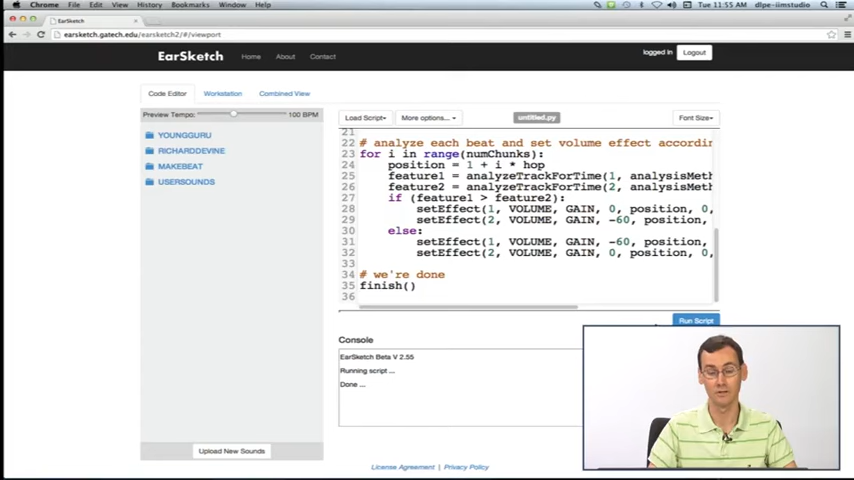 Chrome File Edit View History Bookmarks Window Help
Tue 11:55 AM dlpe-iimstudio
EarSketch
earsketch.gatech.edu/earsketch2/#/viewport
EarSketch Home About Contact logged in Logout
Code Editor Workstation Combined View
Preview Tempo: 100 BPM
YOUNGGURU
RICHARDDEVINE
MAKEBEAT
USERSOUNDS
Upload New Sounds
Load Script More options... untitled.py Font Size
21
22 # analyze each beat and set volume effect accordin
23 for i in range(numChunks):
24 position = 1 + i * hop
25 feature1 = analyzeTrackForTime(1, analysisMeth
26 feature2 = analyzeTrackForTime(2, analysisMeth
27 if (feature1 > feature2):
28 setEffect(1, VOLUME, GAIN, 0, position, 0,
29 setEffect(2, VOLUME, GAIN, -60, position,
30 else:
31 setEffect(1, VOLUME, GAIN, -60, position,
32 setEffect(2, VOLUME, GAIN, 0, position, 0,
33
34 # we're done
35 finish()
36
Run Script
Console
EarSketch Beta V 2.55
Running script ...
Done ...
License Agreement | Privacy Policy